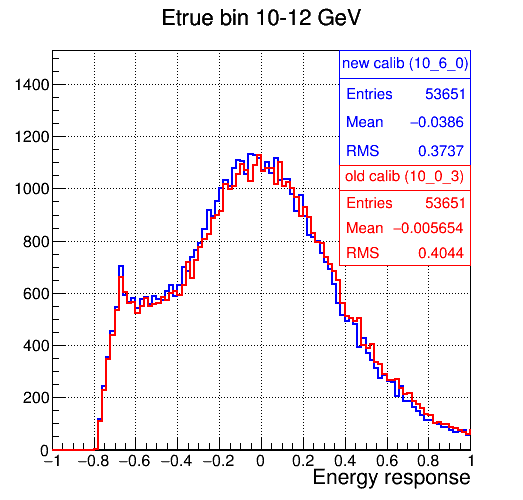 Etrue bin 10-12 GeV
new calib (10_6_0)
Entries 53651
Mean −0.0386
RMS 0.3737
old calib (10_0_3)
Entries 53651
Mean −0.005654
RMS 0.4044
1400
1200
1000
800
600
400
200
0
−1 −0.8 −0.6 −0.4 −0.2 0 0.2 0.4 0.6 0.8 1
Energy response